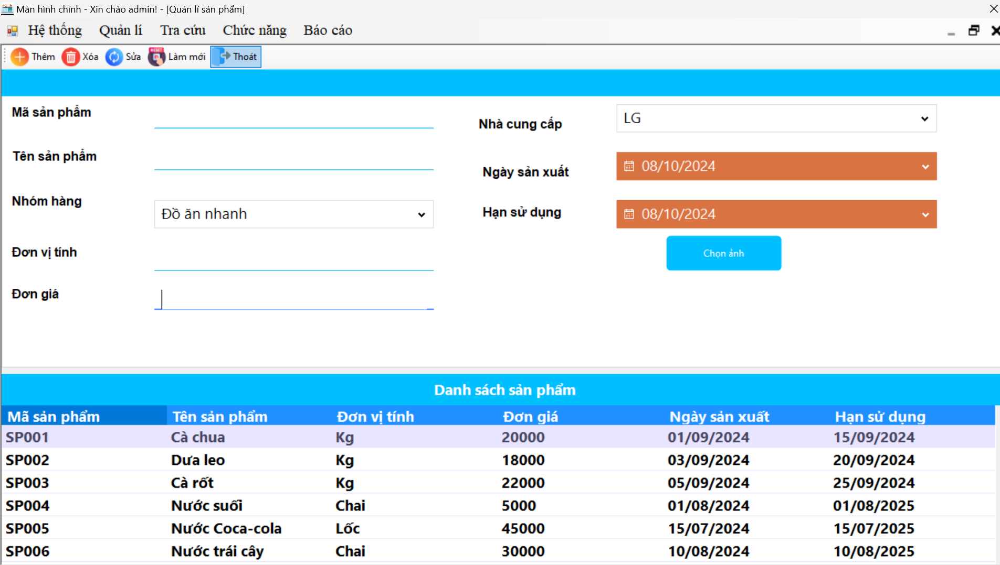 Màn hình chính - Xin chào admin! - [Quản lí sản phẩm]
Hệ thống Quản lí Tra cứu Chức năng Báo cáo
Thêm Xóa Sửa RESET Làm mới Thoát
Mã sản phẩm
Nhà cung cấp LG
Tên sản phẩm
Ngày sản xuất 08/10/2024
Nhóm hàng Đồ ăn nhanh
Hạn sử dụng 08/10/2024
Đơn vị tính
Chọn ảnh
Đơn giá
Danh sách sản phẩm
Mã sản phẩm Tên sản phẩm Đơn vị tính Đơn giá Ngày sản xuất Hạn sử dụng
SP001 Cà chua Kg 20000 01/09/2024 15/09/2024
SP002 Dưa leo Kg 18000 03/09/2024 20/09/2024
SP003 Cà rốt Kg 22000 05/09/2024 25/09/2024
SP004 Nước suối Chai 5000 01/08/2024 01/08/2025
SP005 Nước Coca-cola Lốc 45000 15/07/2024 15/07/2025
SP006 Nước trái cây Chai 30000 10/08/2024 10/08/2025